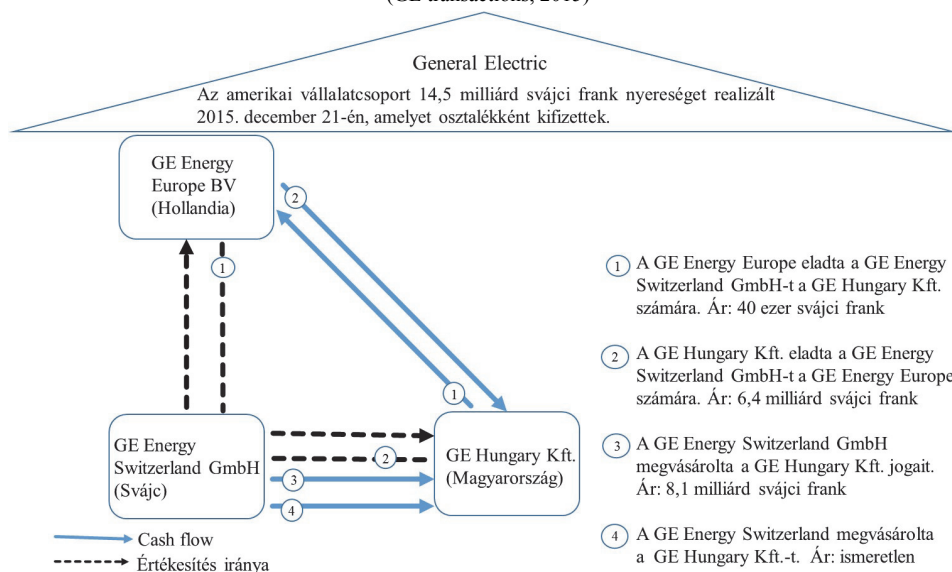 (GE transactions, 2015)
General Electric
Az amerikai vállalatcsoport 14,5 milliárd svájci frank nyereséget realizált
2015. december 21-én, amelyet osztalékként kifizettek.
GE Energy
Europe BV
(Hollandia)
2
1
1
GE Energy
Switzerland GmbH
(Svájc)
2
3
4
GE Hungary Kft.
(Magyarország)
1 A GE Energy Europe eladta a GE Energy
Switzerland GmbH-t a GE Hungary Kft.
számára. Ár: 40 ezer svájci frank
2 A GE Hungary Kft. eladta a GE Energy
Switzerland GmbH-t a GE Energy Europe
számára. Ár: 6,4 milliárd svájci frank
3 A GE Energy Switzerland GmbH
megvásárolta a GE Hungary Kft. jogait.
Ár: 8,1 milliárd svájci frank
4 A GE Energy Switzerland megvásárolta
a GE Hungary Kft.-t. Ár: ismeretlen
Cash flow
Értékesítés iránya